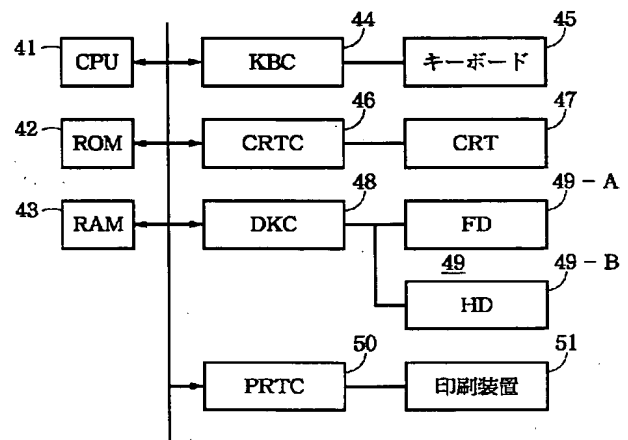 41 CPU
44 KBC
45 キーボード
42 ROM
46 CRTC
47 CRT
43 RAM
48 DKC
49-A FD
49
49-B HD
50 PRTC
51 印刷装置